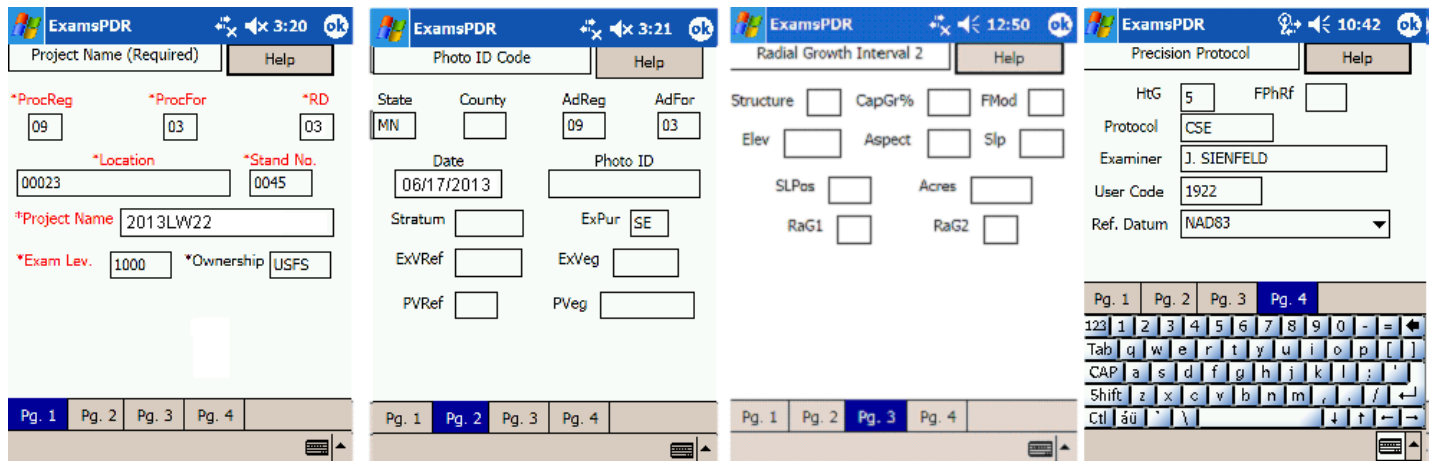 ExamsPDR 3:20 ok
Project Name (Required) Help
*ProcReg *ProcFor *RD
09 03 03
*Location *Stand No.
00023 0045
*Project Name 2013LW22
*Exam Lev. 1000 *Ownership USFS
Pg. 1 Pg. 2 Pg. 3 Pg. 4
ExamsPDR 3:21 ok
Photo ID Code Help
State County AdReg AdFor
MN 09 03
Date Photo ID
06/17/2013
Stratum ExPur SE
ExVRef ExVeg
PVRef PVeg
Pg. 1 Pg. 2 Pg. 3 Pg. 4
ExamsPDR 12:50 ok
Radial Growth Interval 2 Help
Structure CapGr% FMod
Elev Aspect Slp
SLPos Acres
RaG1 RaG2
Pg. 1 Pg. 2 Pg. 3 Pg. 4
ExamsPDR 10:42 ok
Precision Protocol Help
HtG 5 FPhRf
Protocol CSE
Examiner J. SIENFELD
User Code 1922
Ref. Datum NAD83
Pg. 1 Pg. 2 Pg. 3 Pg. 4
123 1 2 3 4 5 6 7 8 9 0 - =
Tab q w e r t y u i o p [ ]
CAP a s d f g h j k l ; '
Shift z x c v b n m , . /
Ctl áü ` \